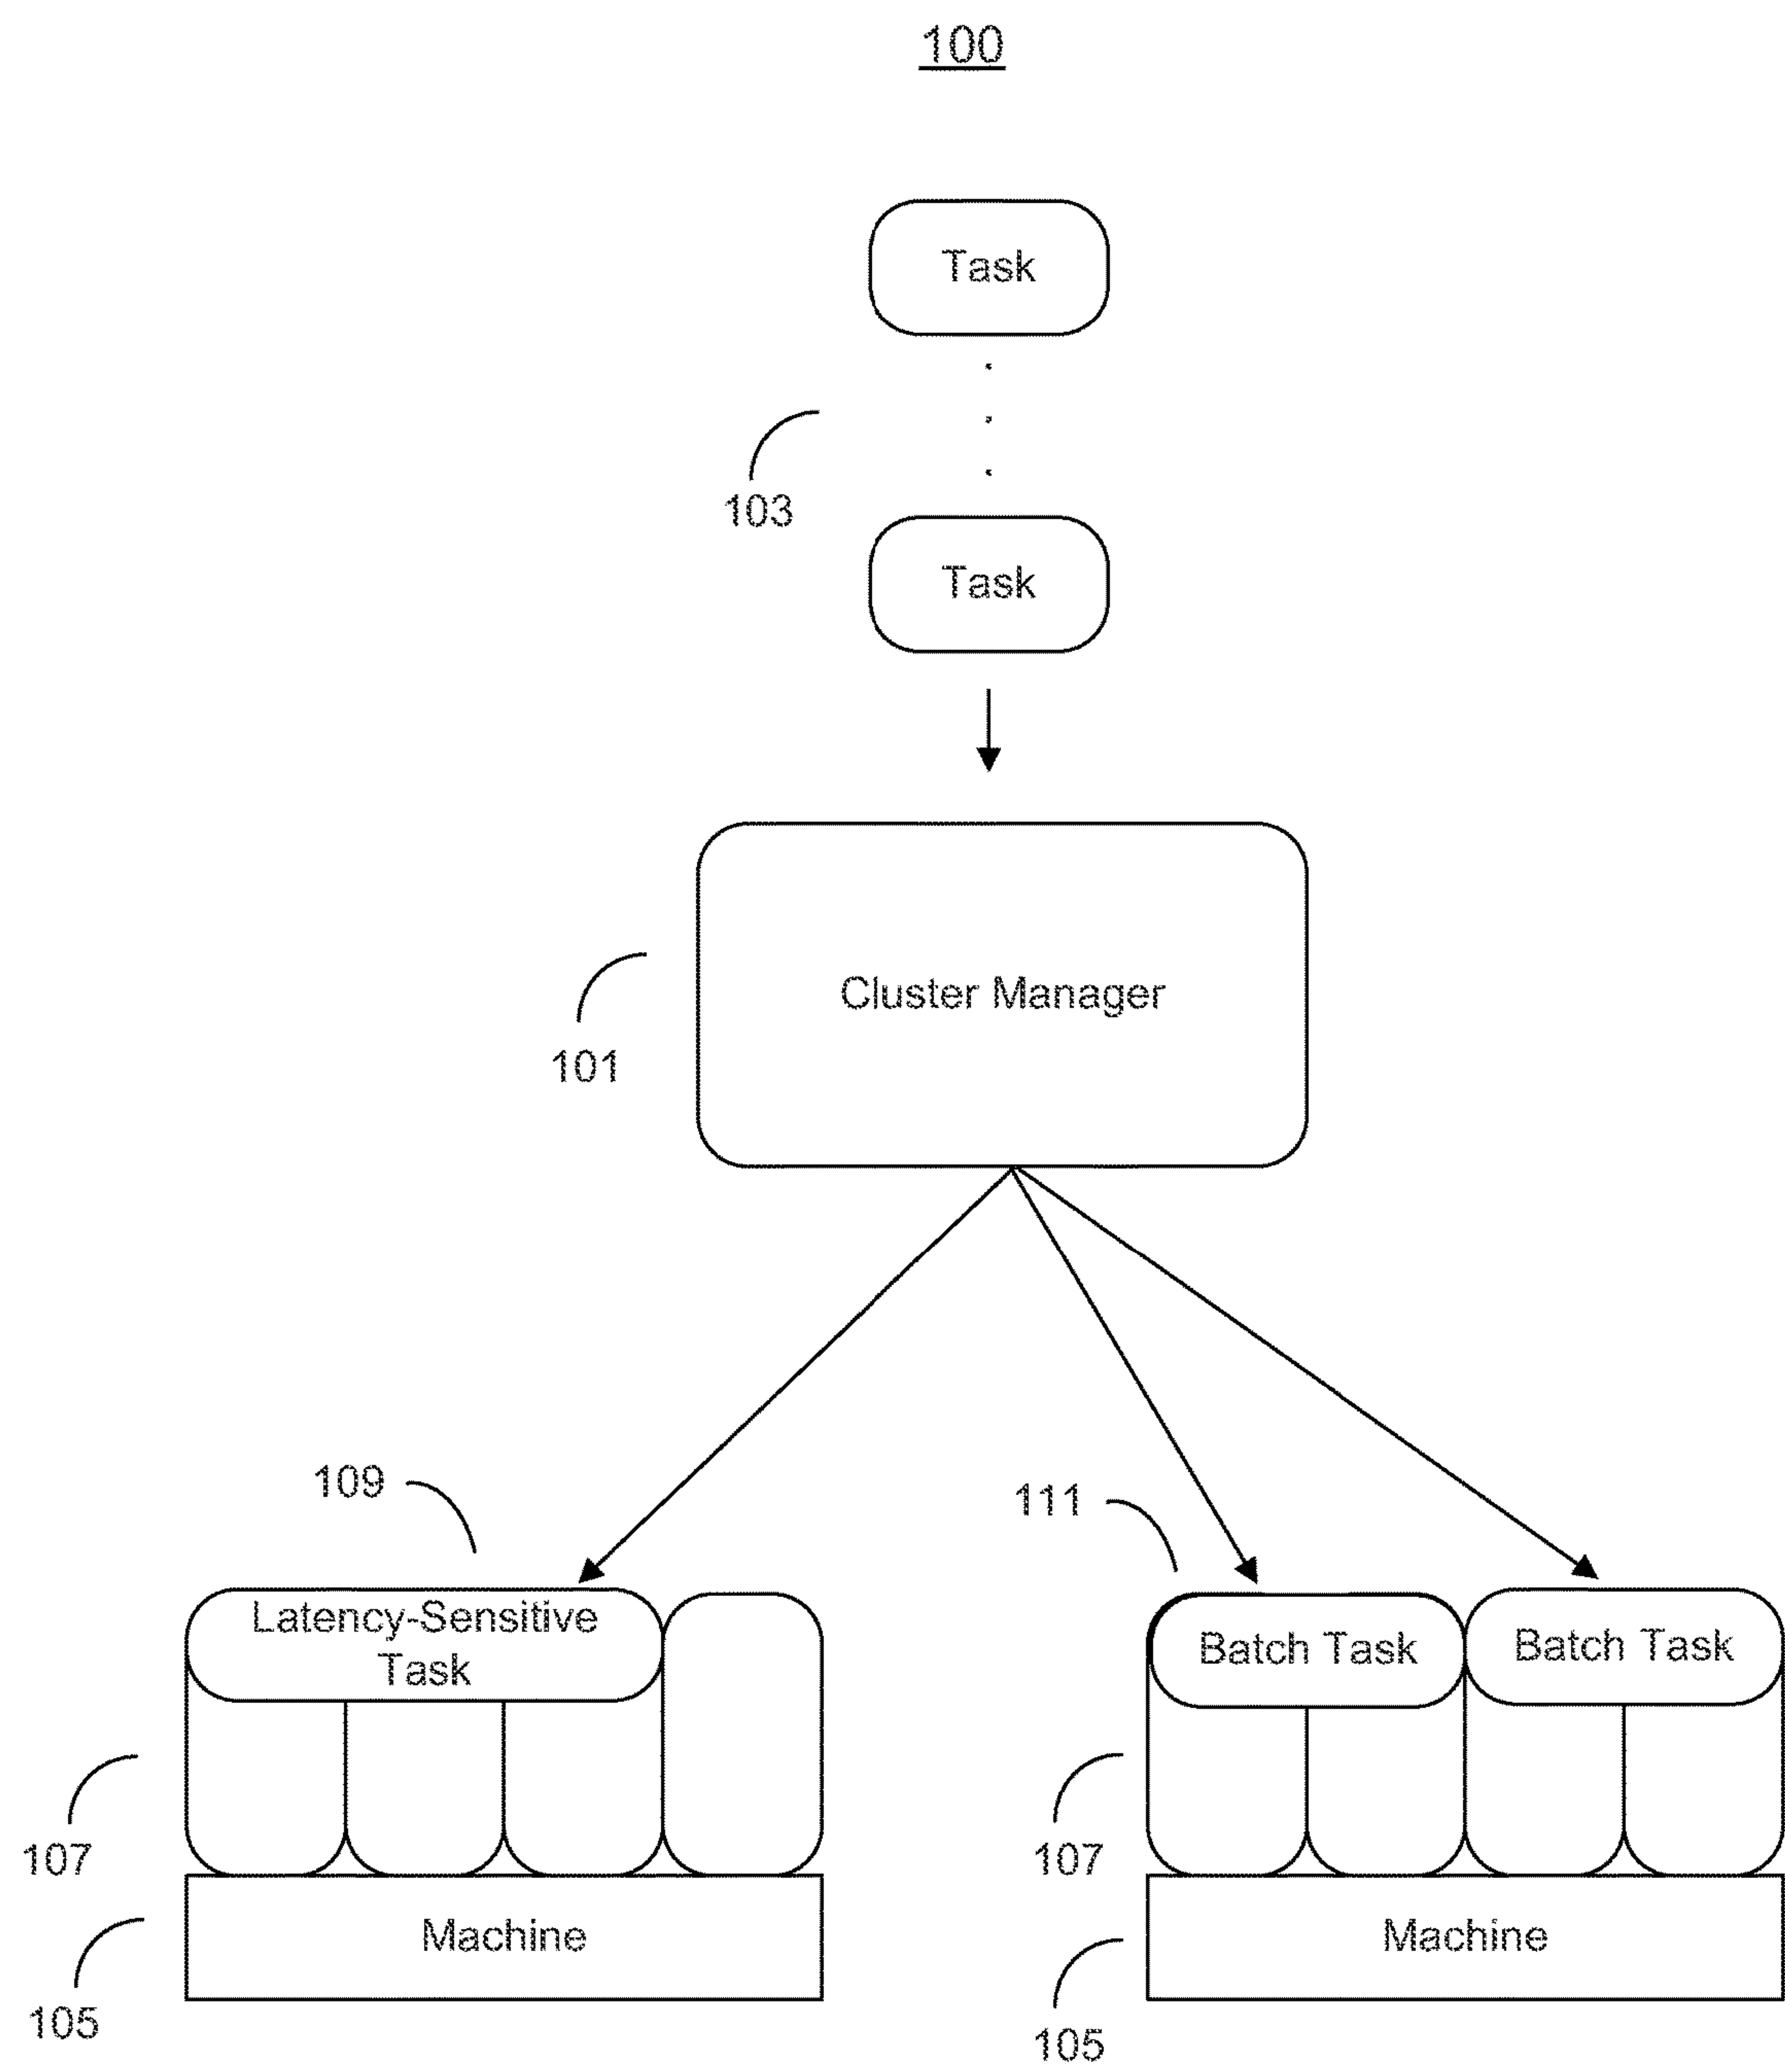 100
Task
103
Task
Cluster Manager
101
109
111
Latency-Sensitive
Task
Batch Task
Batch Task
107
107
Machine
Machine
105
105